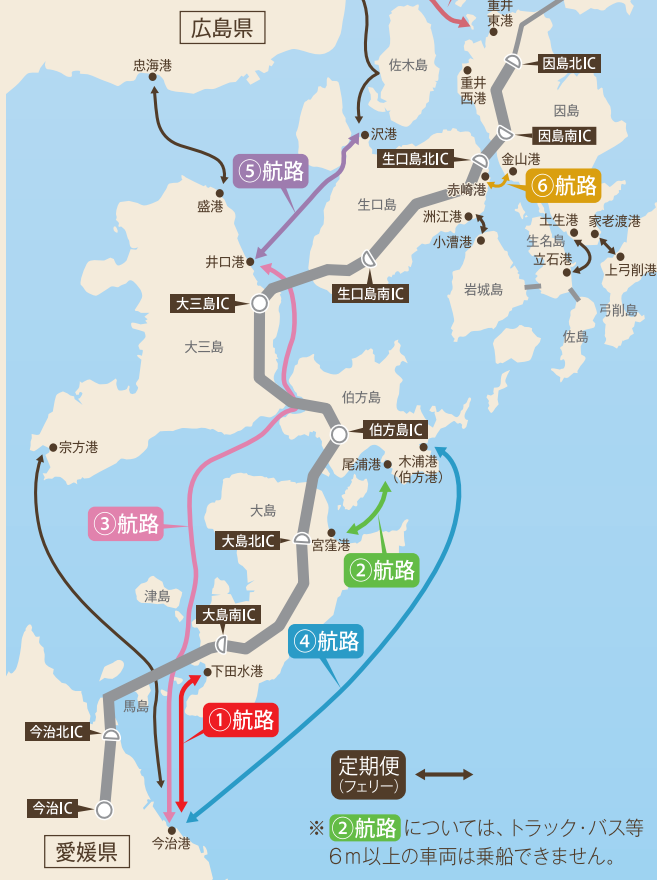 重井
東港
広島県
忠海港
佐木島
因島北IC
重井
西港
因島
沢港
因島南IC
生口島北IC
金山港
⑤航路
赤崎港
⑥航路
盛港
生口島
洲江港
土生港
家老渡港
小漕港
生名島
井口港
立石港
上弓削港
生口島南IC
岩城島
大三島IC
弓削島
佐島
大三島
伯方島
伯方島IC
宗方港
尾浦港
木浦港
（伯方港）
大島
③航路
大島北IC
宮窪港
②航路
津島
大島南IC
④航路
下田水港
馬島
①航路
今治北IC
定期便
（フェリー）
今治IC
※②航路については、トラック・バス等
６ｍ以上の車両は乗船できません。
今治港
愛媛県